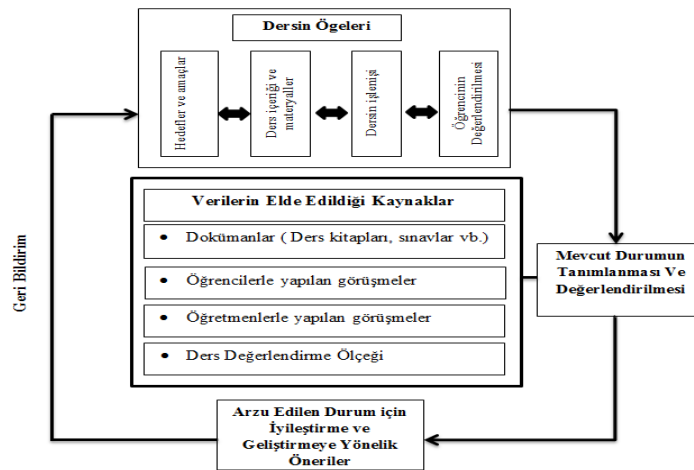 Dersin Ögeleri
Hedefler ve amaçlar
Ders içeriği ve
materyaller
Dersin işlenişi
Öğrencinin
Değerlendirilmesi
Verilerin Elde Edildiği Kaynaklar
• Dokümanlar ( Ders kitapları, sınavlar vb.)
• Öğrencilerle yapılan görüşmeler
• Öğretmenlerle yapılan görüşmeler
• Ders Değerlendirme Ölçeği
Mevcut Durumun
Tanımlanması Ve
Değerlendirilmesi
Arzu Edilen Durum için
İyileştirme ve
Geliştirmeye Yönelik
Öneriler
Geri Bildirim